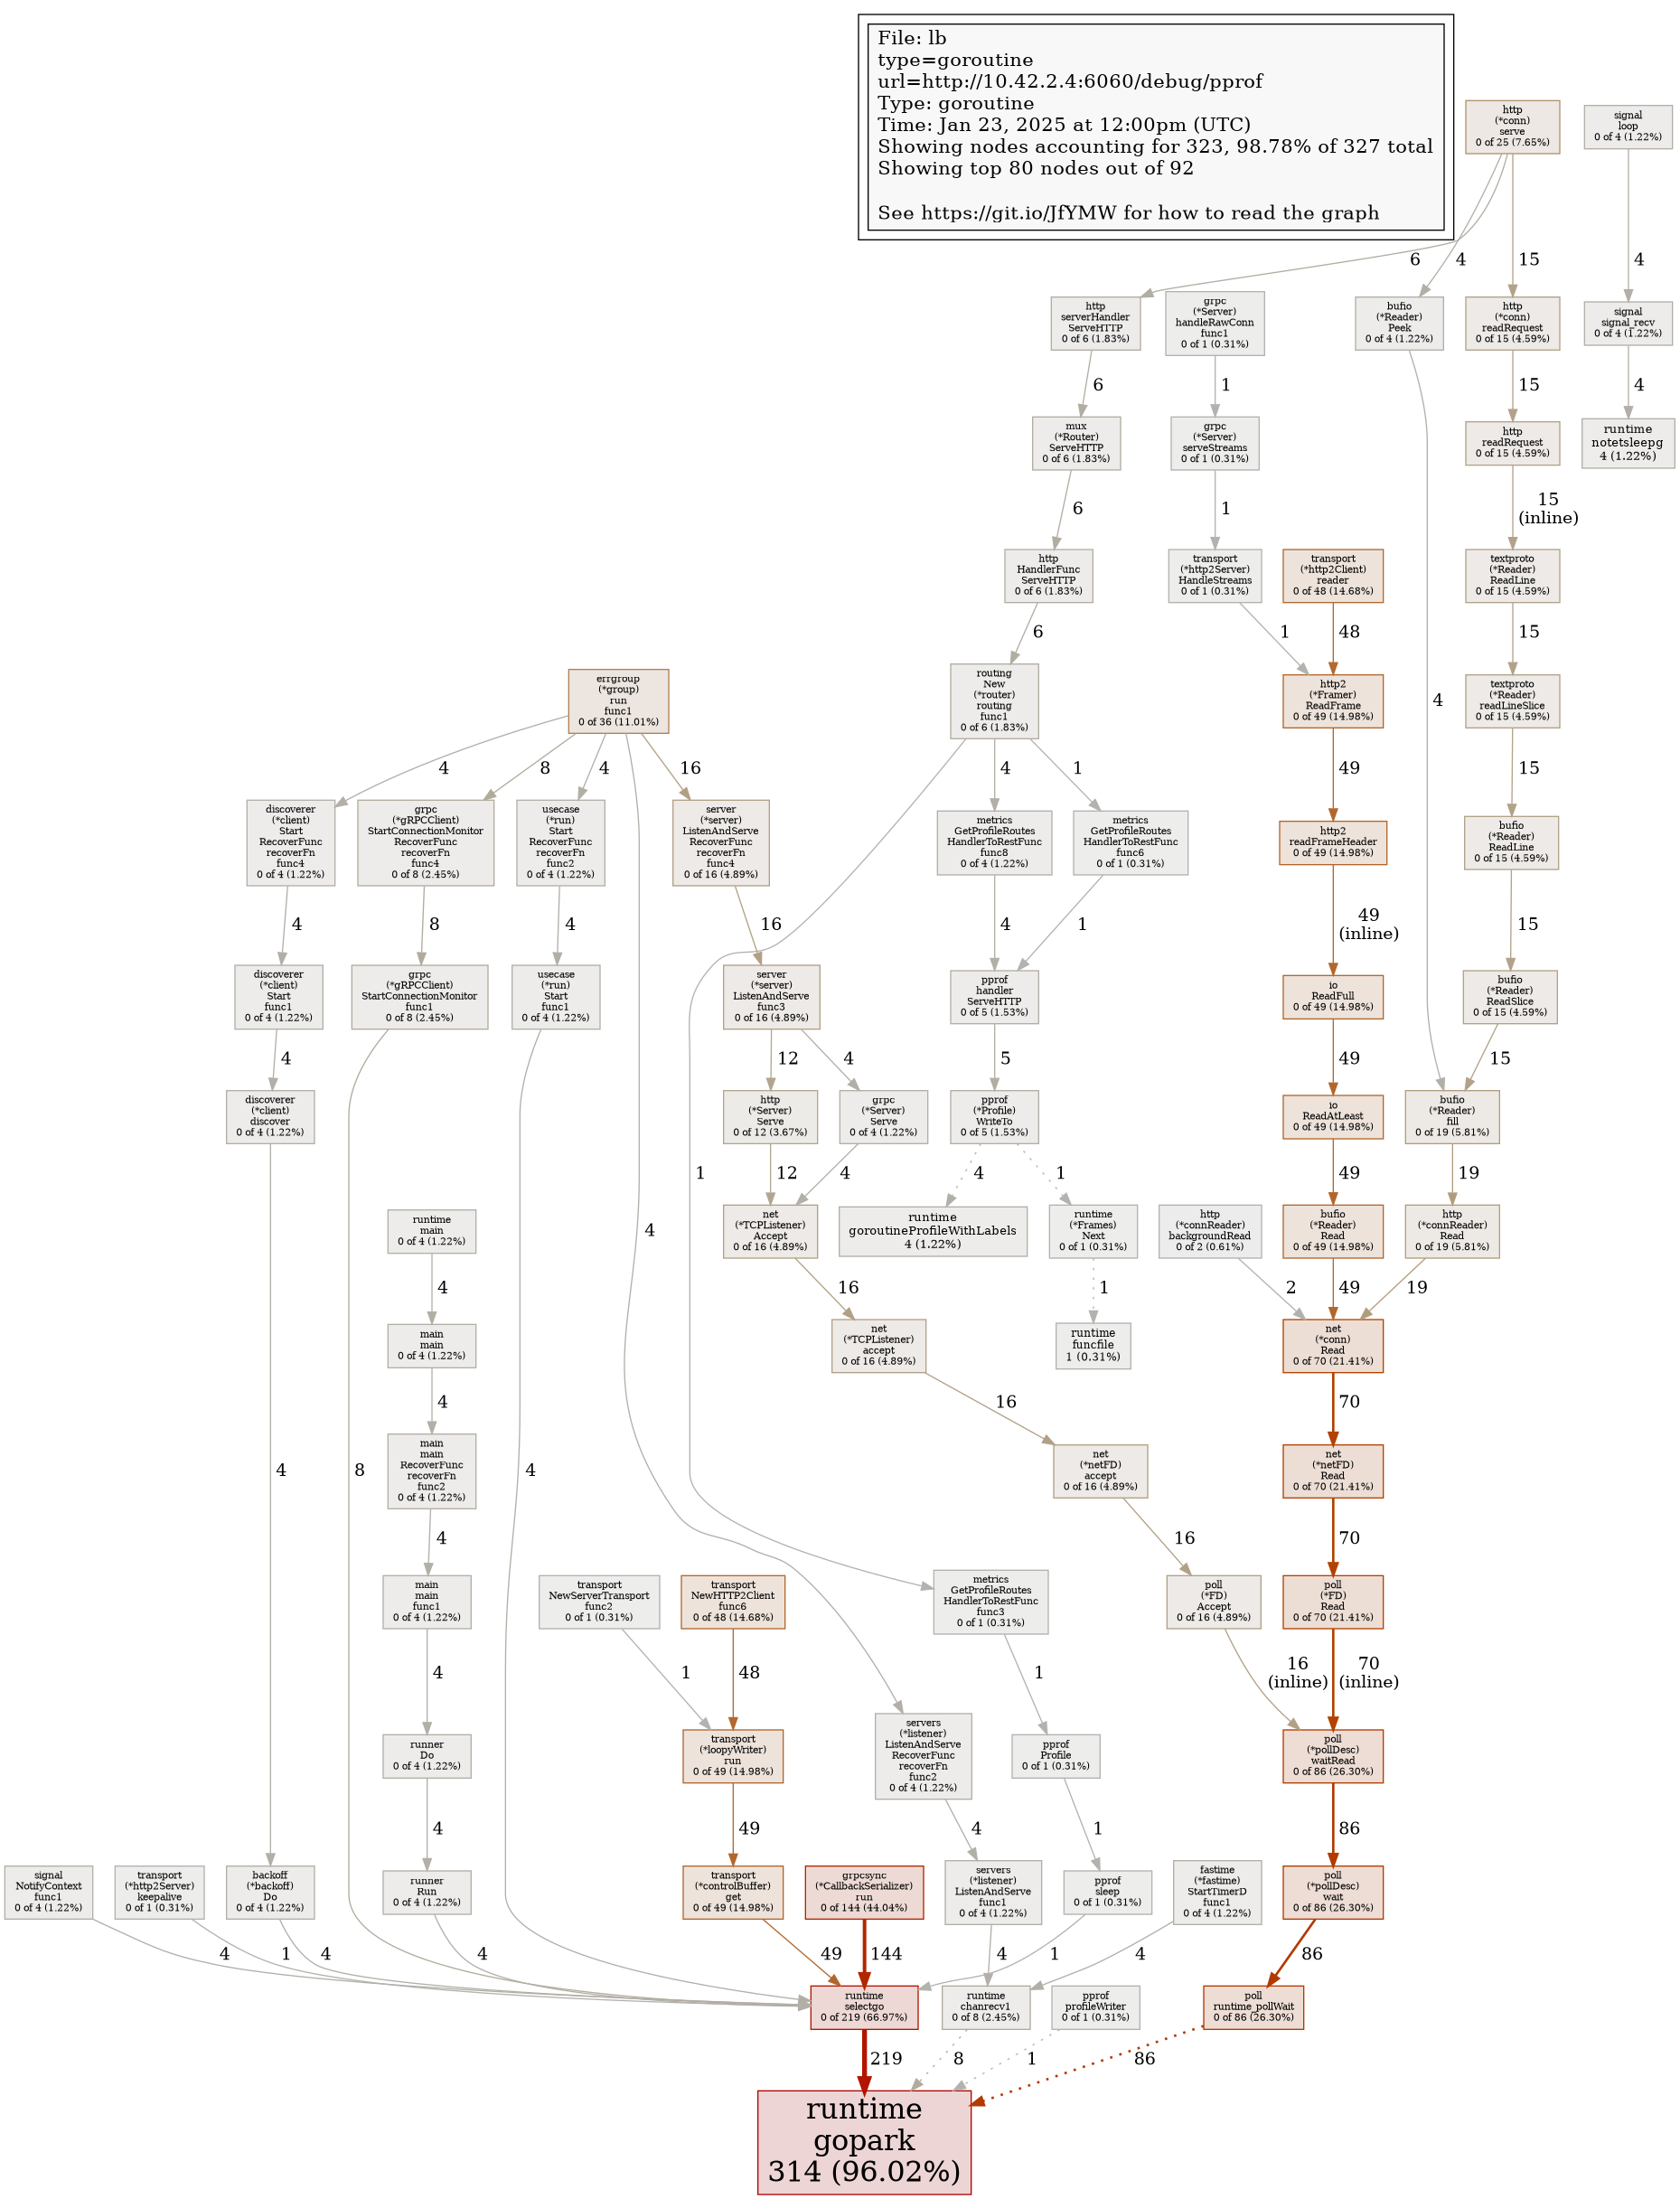 File: lb
type=goroutine
url=http://10.42.2.4:6060/debug/pprof
Type: goroutine
Time: Jan 23, 2025 at 12:00pm (UTC)
Showing nodes accounting for 323, 98.78% of 327 total
Showing top 80 nodes out of 92
See https://git.io/JfYMW for how to read the graph
http
(*conn)
serve
0 of 25 (7.65%)
signal
loop
0 of 4 (1.22%)
6
4
15
4
http
serverHandler
ServeHTTP
0 of 6 (1.83%)
grpc
(*Server)
handleRawConn
func1
0 of 1 (0.31%)
bufio
(*Reader)
Peek
0 of 4 (1.22%)
http
(*conn)
readRequest
0 of 15 (4.59%)
signal
signal_recv
0 of 4 (1.22%)
6
1
15
4
mux
(*Router)
ServeHTTP
0 of 6 (1.83%)
grpc
(*Server)
serveStreams
0 of 1 (0.31%)
http
readRequest
0 of 15 (4.59%)
runtime
notetsleepg
4 (1.22%)
6
1
15
(inline)
http
HandlerFunc
ServeHTTP
0 of 6 (1.83%)
transport
(*http2Server)
HandleStreams
0 of 1 (0.31%)
transport
(*http2Client)
reader
0 of 48 (14.68%)
textproto
(*Reader)
ReadLine
0 of 15 (4.59%)
6
1
48
15
errgroup
(*group)
run
func1
0 of 36 (11.01%)
routing
New
(*router)
routing
func1
0 of 6 (1.83%)
http2
(*Framer)
ReadFrame
0 of 49 (14.98%)
4
textproto
(*Reader)
readLineSlice
0 of 15 (4.59%)
4
8
4
16
4
1
49
15
discoverer
(*client)
Start
RecoverFunc
recoverFn
func4
0 of 4 (1.22%)
grpc
(*gRPCClient)
StartConnectionMonitor
RecoverFunc
recoverFn
func4
0 of 8 (2.45%)
usecase
(*run)
Start
RecoverFunc
recoverFn
func2
0 of 4 (1.22%)
server
(*server)
ListenAndServe
RecoverFunc
recoverFn
func4
0 of 16 (4.89%)
metrics
GetProfileRoutes
HandlerToRestFunc
func8
0 of 4 (1.22%)
metrics
GetProfileRoutes
HandlerToRestFunc
func6
0 of 1 (0.31%)
http2
readFrameHeader
0 of 49 (14.98%)
bufio
(*Reader)
ReadLine
0 of 15 (4.59%)
4
8
4
16
4
1
49
(inline)
15
discoverer
(*client)
Start
func1
0 of 4 (1.22%)
grpc
(*gRPCClient)
StartConnectionMonitor
func1
0 of 8 (2.45%)
usecase
(*run)
Start
func1
0 of 4 (1.22%)
server
(*server)
ListenAndServe
func3
0 of 16 (4.89%)
pprof
handler
ServeHTTP
0 of 5 (1.53%)
io
ReadFull
0 of 49 (14.98%)
bufio
(*Reader)
ReadSlice
0 of 15 (4.59%)
4
12
4
5
49
15
discoverer
(*client)
discover
0 of 4 (1.22%)
http
(*Server)
Serve
0 of 12 (3.67%)
grpc
(*Server)
Serve
0 of 4 (1.22%)
pprof
(*Profile)
WriteTo
0 of 5 (1.53%)
io
ReadAtLeast
0 of 49 (14.98%)
bufio
(*Reader)
fill
0 of 19 (5.81%)
12
4
1
4
1
49
19
runtime
main
0 of 4 (1.22%)
4
net
(*TCPListener)
Accept
0 of 16 (4.89%)
runtime
goroutineProfileWithLabels
4 (1.22%)
runtime
(*Frames)
Next
0 of 1 (0.31%)
http
(*connReader)
backgroundRead
0 of 2 (0.61%)
bufio
(*Reader)
Read
0 of 49 (14.98%)
http
(*connReader)
Read
0 of 19 (5.81%)
4
16
1
2
49
19
main
main
0 of 4 (1.22%)
net
(*TCPListener)
accept
0 of 16 (4.89%)
runtime
funcfile
1 (0.31%)
net
(*conn)
Read
0 of 70 (21.41%)
4
16
70
4
8
main
main
RecoverFunc
recoverFn
func2
0 of 4 (1.22%)
4
net
(*netFD)
accept
0 of 16 (4.89%)
net
(*netFD)
Read
0 of 70 (21.41%)
4
16
70
main
main
func1
0 of 4 (1.22%)
transport
NewServerTransport
func2
0 of 1 (0.31%)
transport
NewHTTP2Client
func6
0 of 48 (14.68%)
metrics
GetProfileRoutes
HandlerToRestFunc
func3
0 of 1 (0.31%)
poll
(*FD)
Accept
0 of 16 (4.89%)
poll
(*FD)
Read
0 of 70 (21.41%)
4
1
48
1
16
(inline)
70
(inline)
runner
Do
0 of 4 (1.22%)
transport
(*loopyWriter)
run
0 of 49 (14.98%)
servers
(*listener)
ListenAndServe
RecoverFunc
recoverFn
func2
0 of 4 (1.22%)
pprof
Profile
0 of 1 (0.31%)
poll
(*pollDesc)
waitRead
0 of 86 (26.30%)
4
49
4
1
86
signal
NotifyContext
func1
0 of 4 (1.22%)
transport
(*http2Server)
keepalive
0 of 1 (0.31%)
backoff
(*backoff)
Do
0 of 4 (1.22%)
runner
Run
0 of 4 (1.22%)
transport
(*controlBuffer)
get
0 of 49 (14.98%)
grpcsync
(*CallbackSerializer)
run
0 of 144 (44.04%)
servers
(*listener)
ListenAndServe
func1
0 of 4 (1.22%)
pprof
sleep
0 of 1 (0.31%)
fastime
(*fastime)
StartTimerD
func1
0 of 4 (1.22%)
poll
(*pollDesc)
wait
0 of 86 (26.30%)
4
1
4
4
49
144
4
1
4
86
runtime
selectgo
0 of 219 (66.97%)
runtime
chanrecv1
0 of 8 (2.45%)
pprof
profileWriter
0 of 1 (0.31%)
poll
runtime_pollWait
0 of 86 (26.30%)
219
8
1
86
runtime
gopark
314 (96.02%)